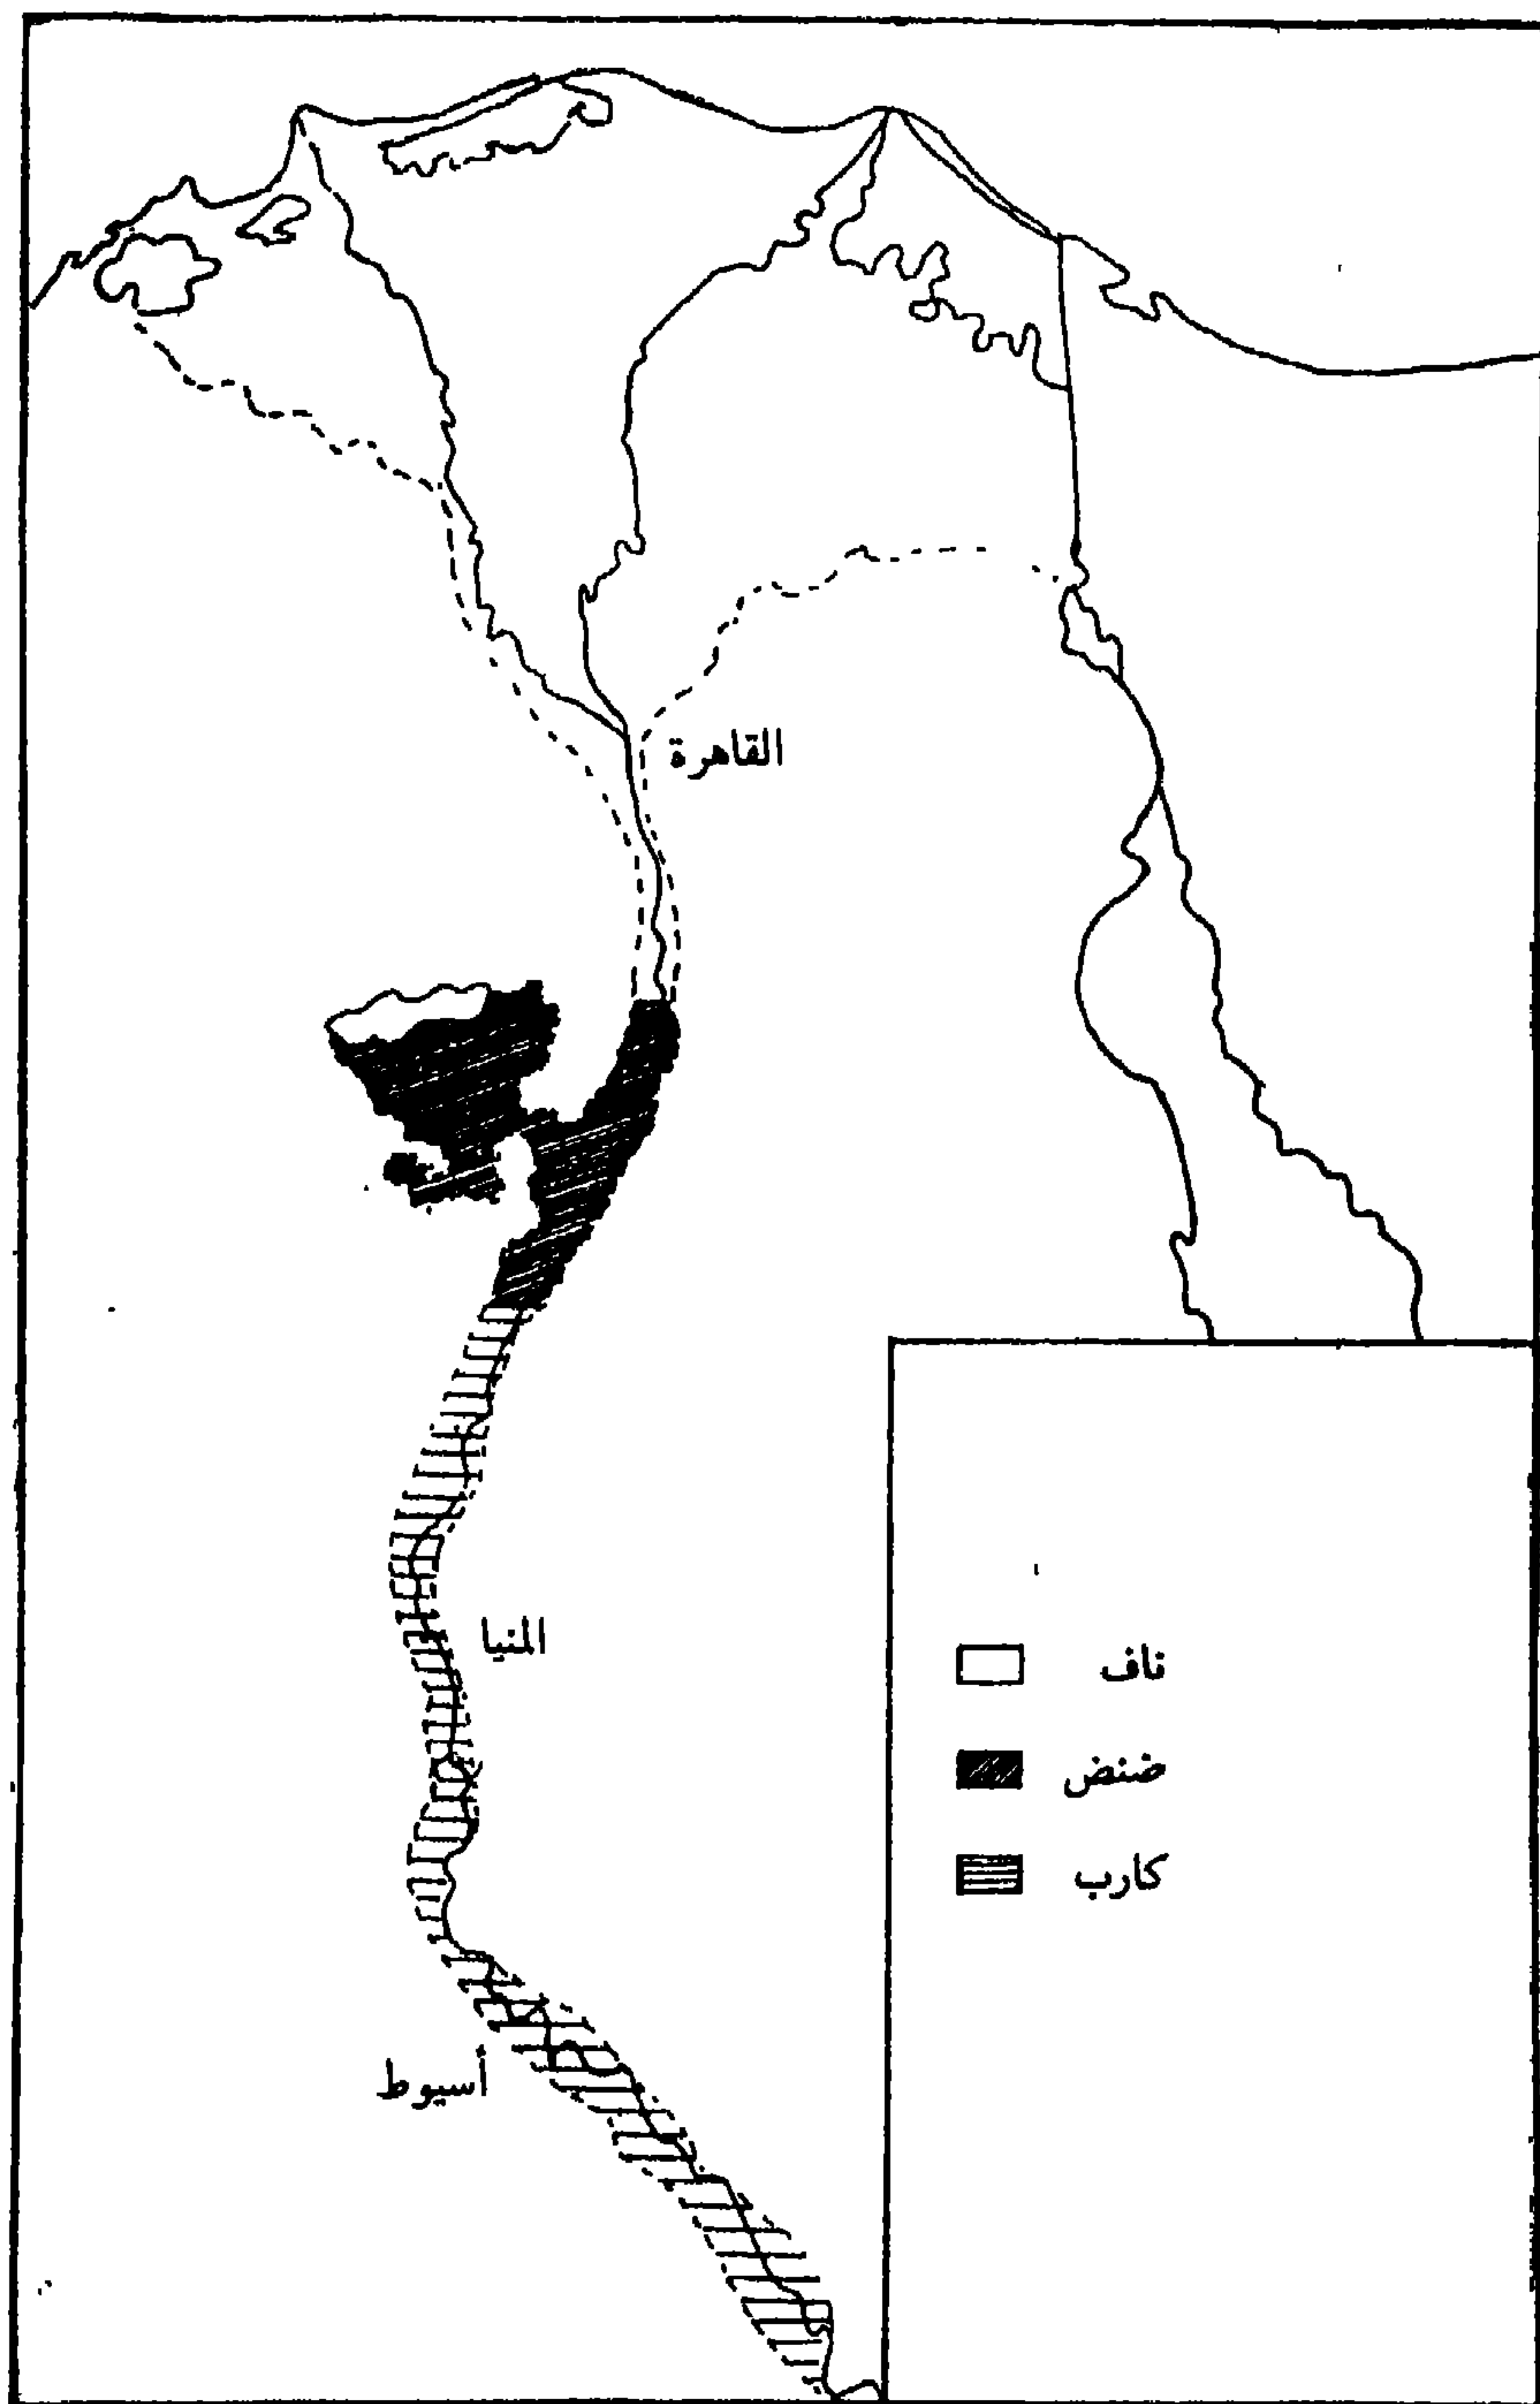 القاهرة
المنيا
أسيوط
ناف
ضنض
كارب